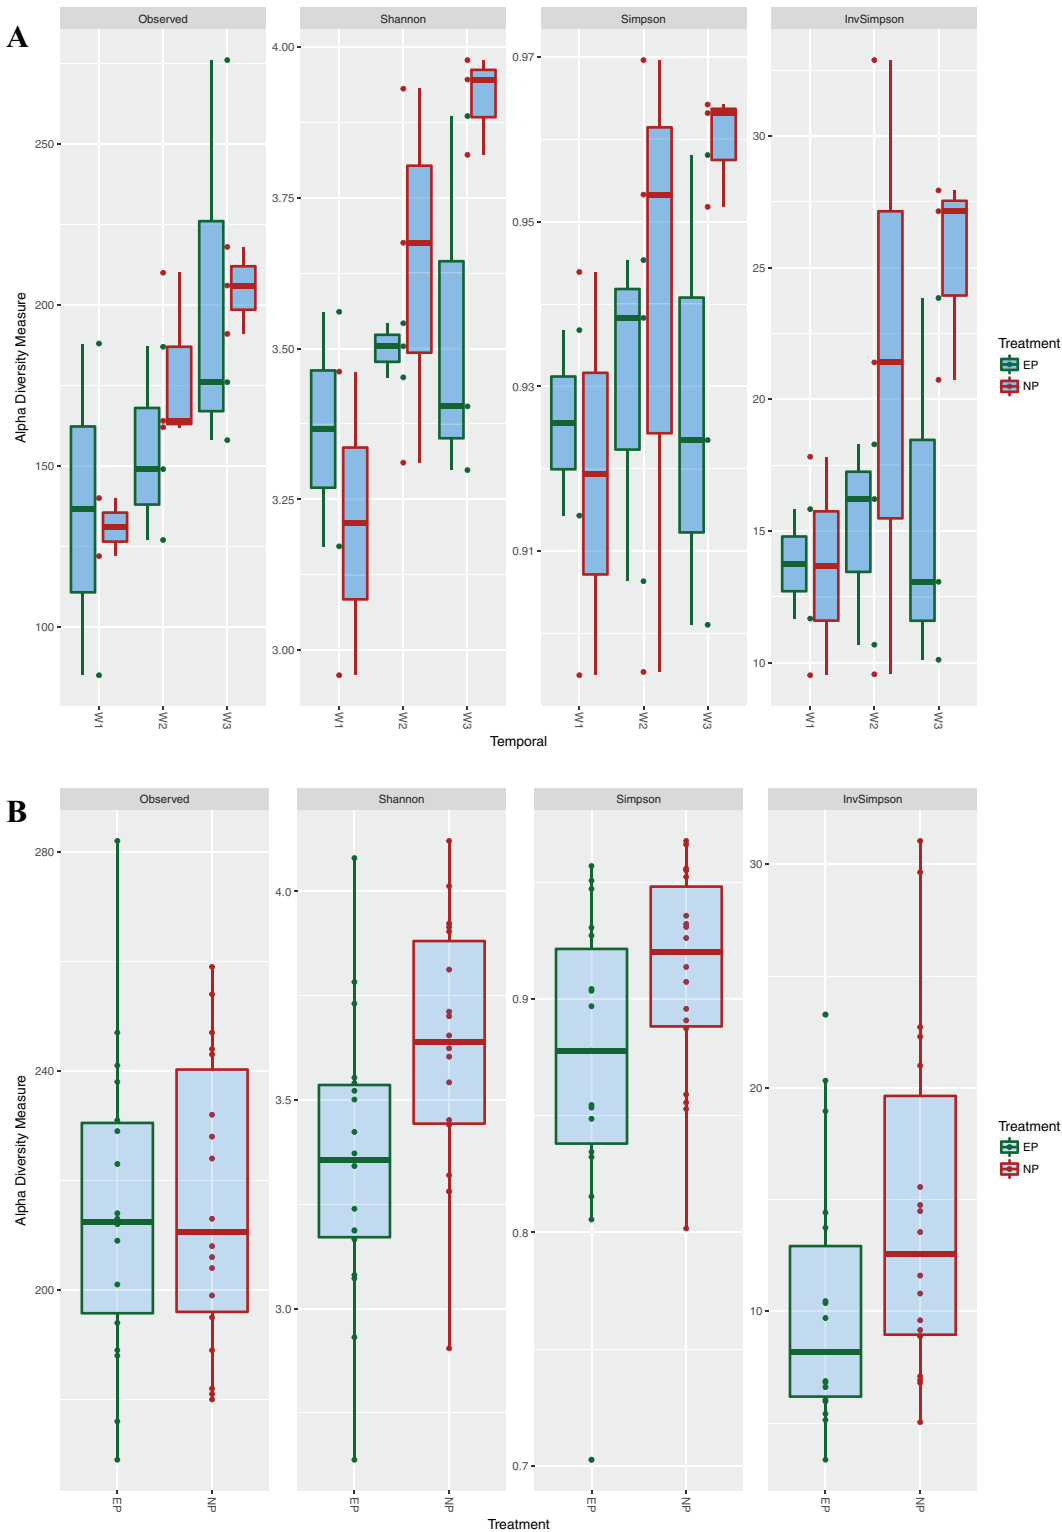 A
Observed
Shannon
Simpson
InvSimpson
Alpha Diversity Measure
250
200
150
100
4.00
3.75
3.50
3.25
3.00
0.97
0.95
0.93
0.91
30
25
20
15
10
W1
W2
W3
W1
W2
W3
W1
W2
W3
W1
W2
W3
Temporal
Treatment
EP
NP
B
Observed
Shannon
Simpson
InvSimpson
Alpha Diversity Measure
280
240
200
4.0
3.5
3.0
0.9
0.8
0.7
30
20
10
EP
NP
EP
NP
EP
NP
EP
NP
Treatment
Treatment
EP
NP